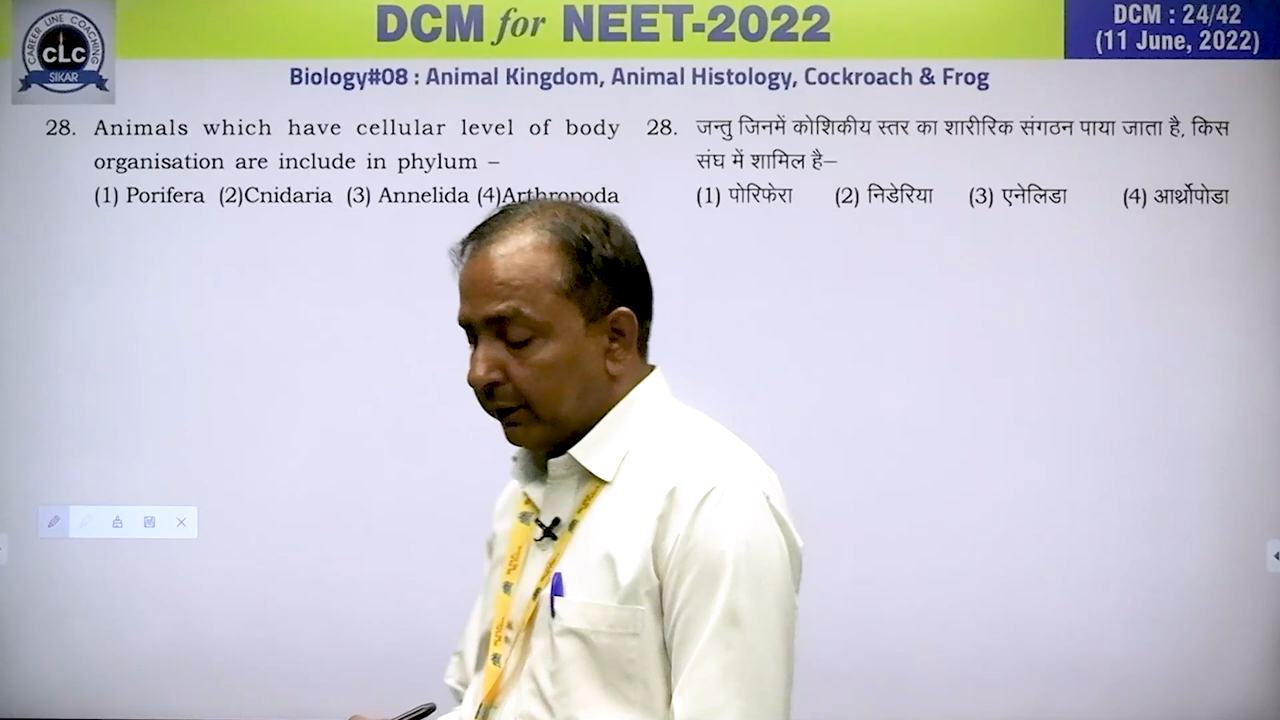 DCM for NEET-2022
DCM : 24/42
(11 June, 2022)
CAREER LINE COACHING
CLC
SIKAR
Biology#08 : Animal Kingdom, Animal Histology, Cockroach & Frog
28. Animals which have cellular level of body
organisation are include in phylum –
(1) Porifera (2)Cnidaria (3) Annelida (4)Arthropoda
28. जन्तु जिनमें कोशिकीय स्तर का शारीरिक संगठन पाया जाता है, किस
संघ में शामिल है–
(1) पोरिफेरा (2) निडेरिया (3) एनेलिडा (4) आर्थ्रोपोडा